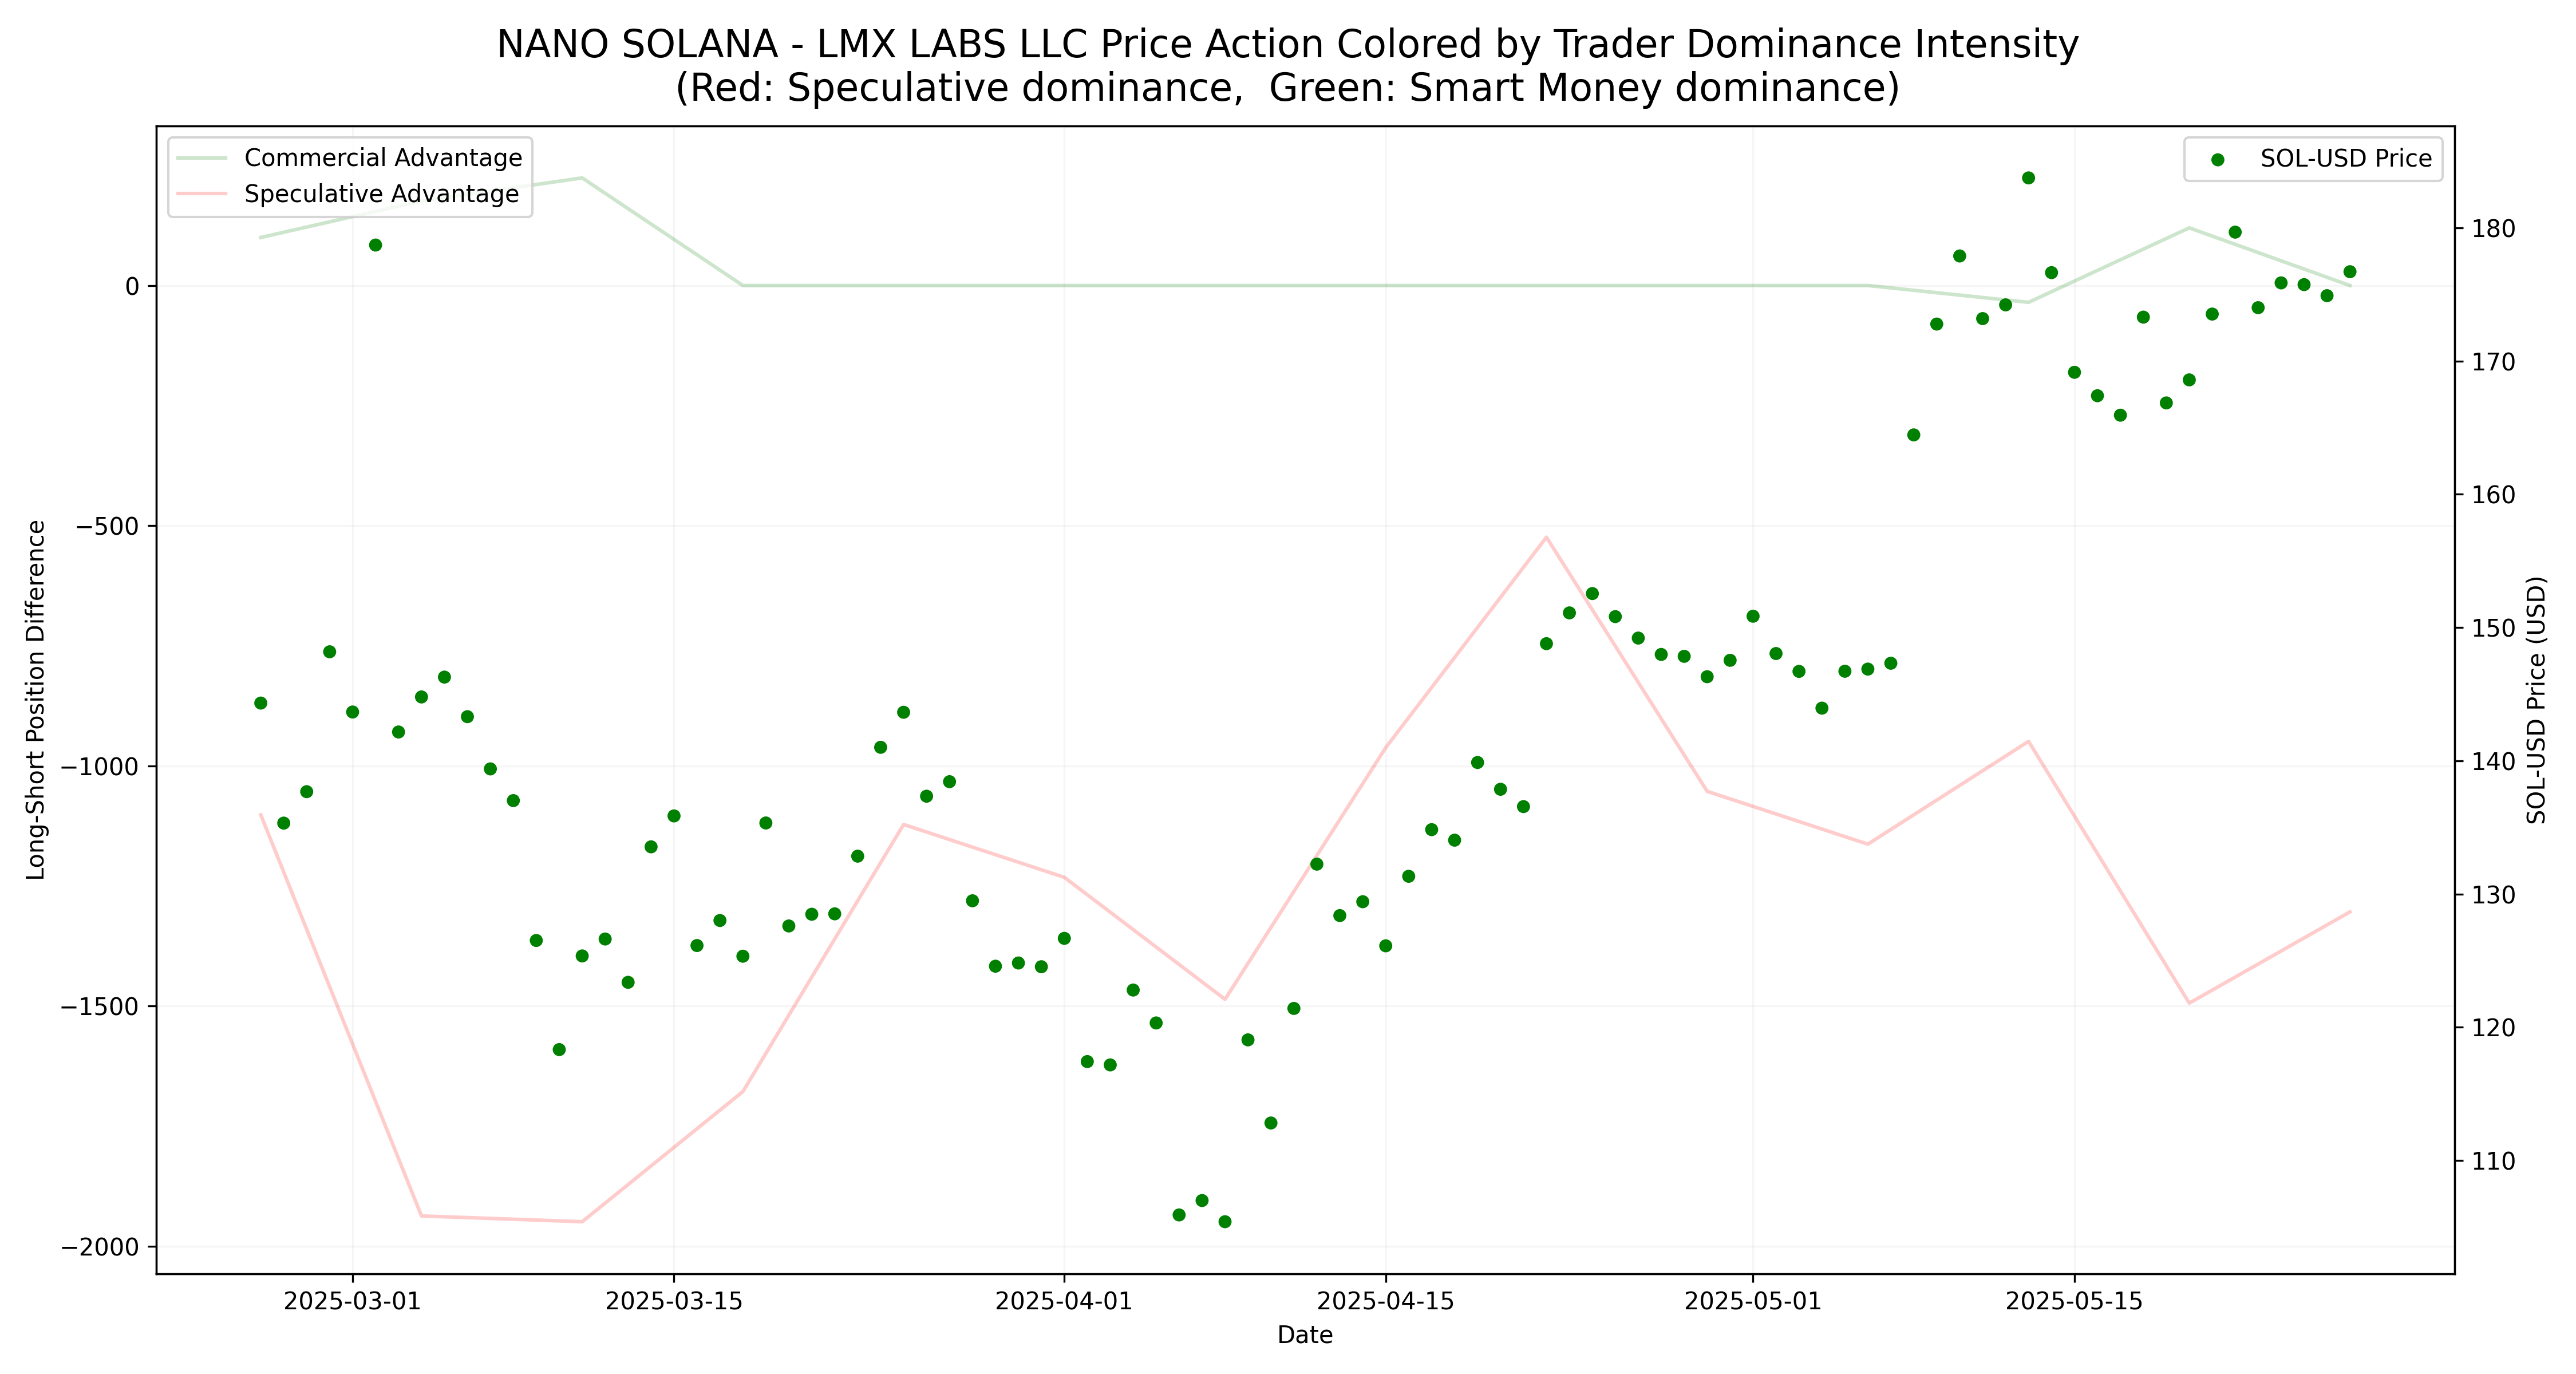 NANO SOLANA - LMX LABS LLC Price Action Colored by Trader Dominance Intensity
(Red: Speculative dominance,  Green: Smart Money dominance)
Commercial Advantage
Speculative Advantage
SOL-USD Price
Long-Short Position Difference
0
−500
−1000
−1500
−2000
180
170
160
150
140
130
120
110
SOL-USD Price (USD)
2025-03-01
2025-03-15
2025-04-01
2025-04-15
2025-05-01
2025-05-15
Date